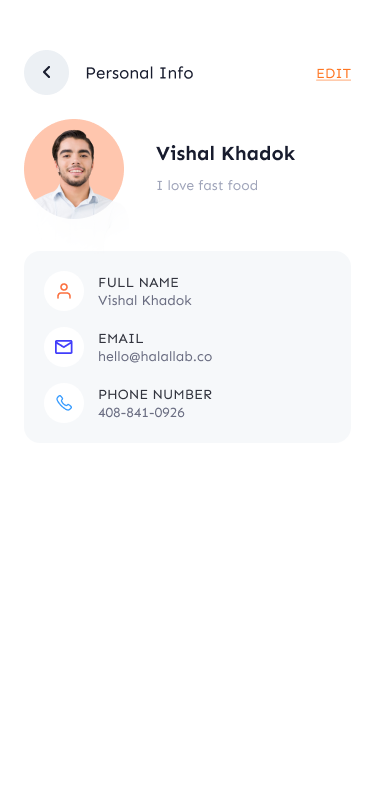 Personal Info
EDIT
Vishal Khadok
I love fast food
FULL NAME
Vishal Khadok
EMAIL
hello@halallab.co
PHONE NUMBER
408-841-0926